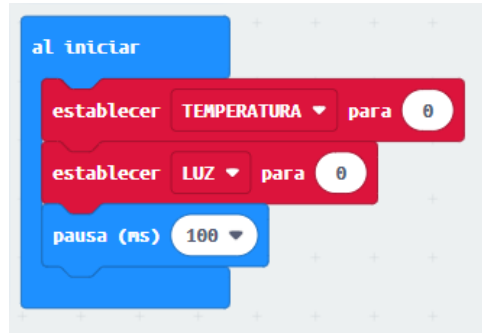 al iniciar
establecer TEMPERATURA para 0
establecer LUZ para 0
pausa (ms) 100